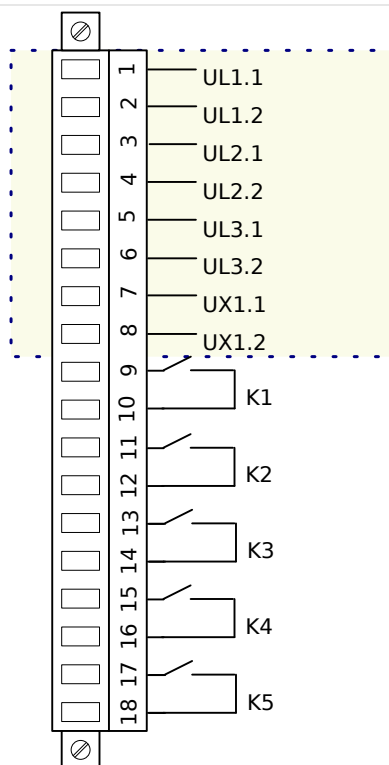 1 UL1.1
2 UL1.2
3 UL2.1
4 UL2.2
5 UL3.1
6 UL3.2
7 UX1.1
8 UX1.2
9
10 K1
11
12 K2
13
14 K3
15
16 K4
17
18 K5